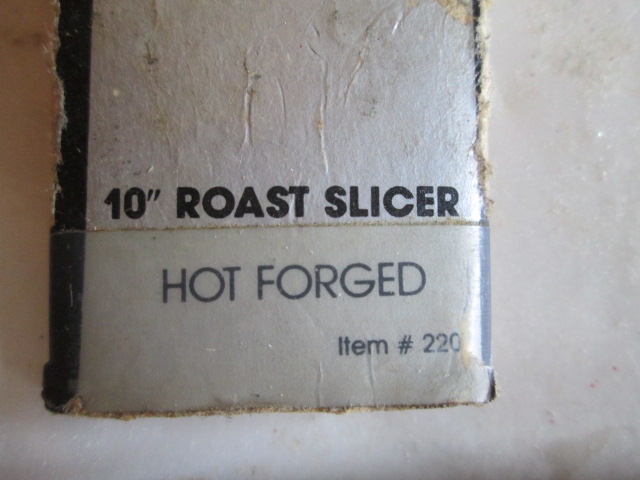 10" ROAST SLICER
HOT FORGED
Item # 220